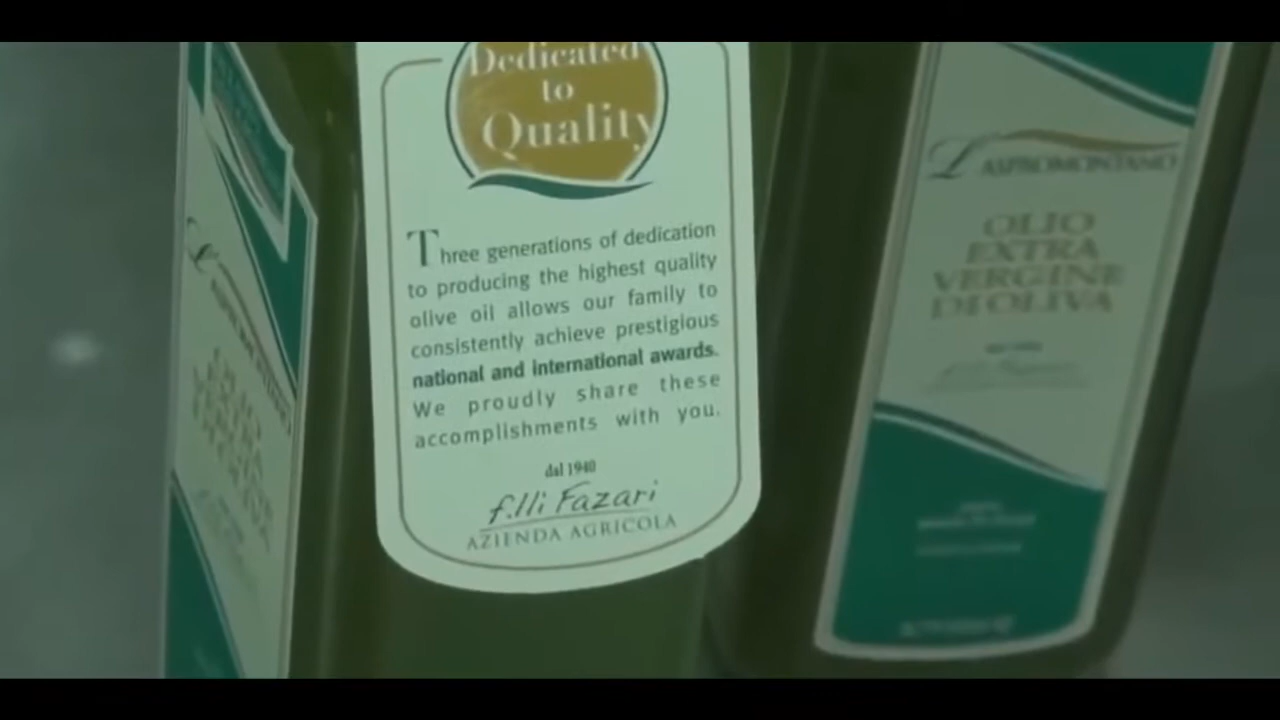 Dedicated
to
Quality
Three generations of dedication
to producing the highest quality
olive oil allows our family to
consistently achieve prestigious
national and international awards.
We proudly share these
accomplishments with you.
dal 1940
f.lli Fazari
AZIENDA AGRICOLA
L'ASPROMONTANO
OLIO
EXTRA
VERGINE
DI OLIVA